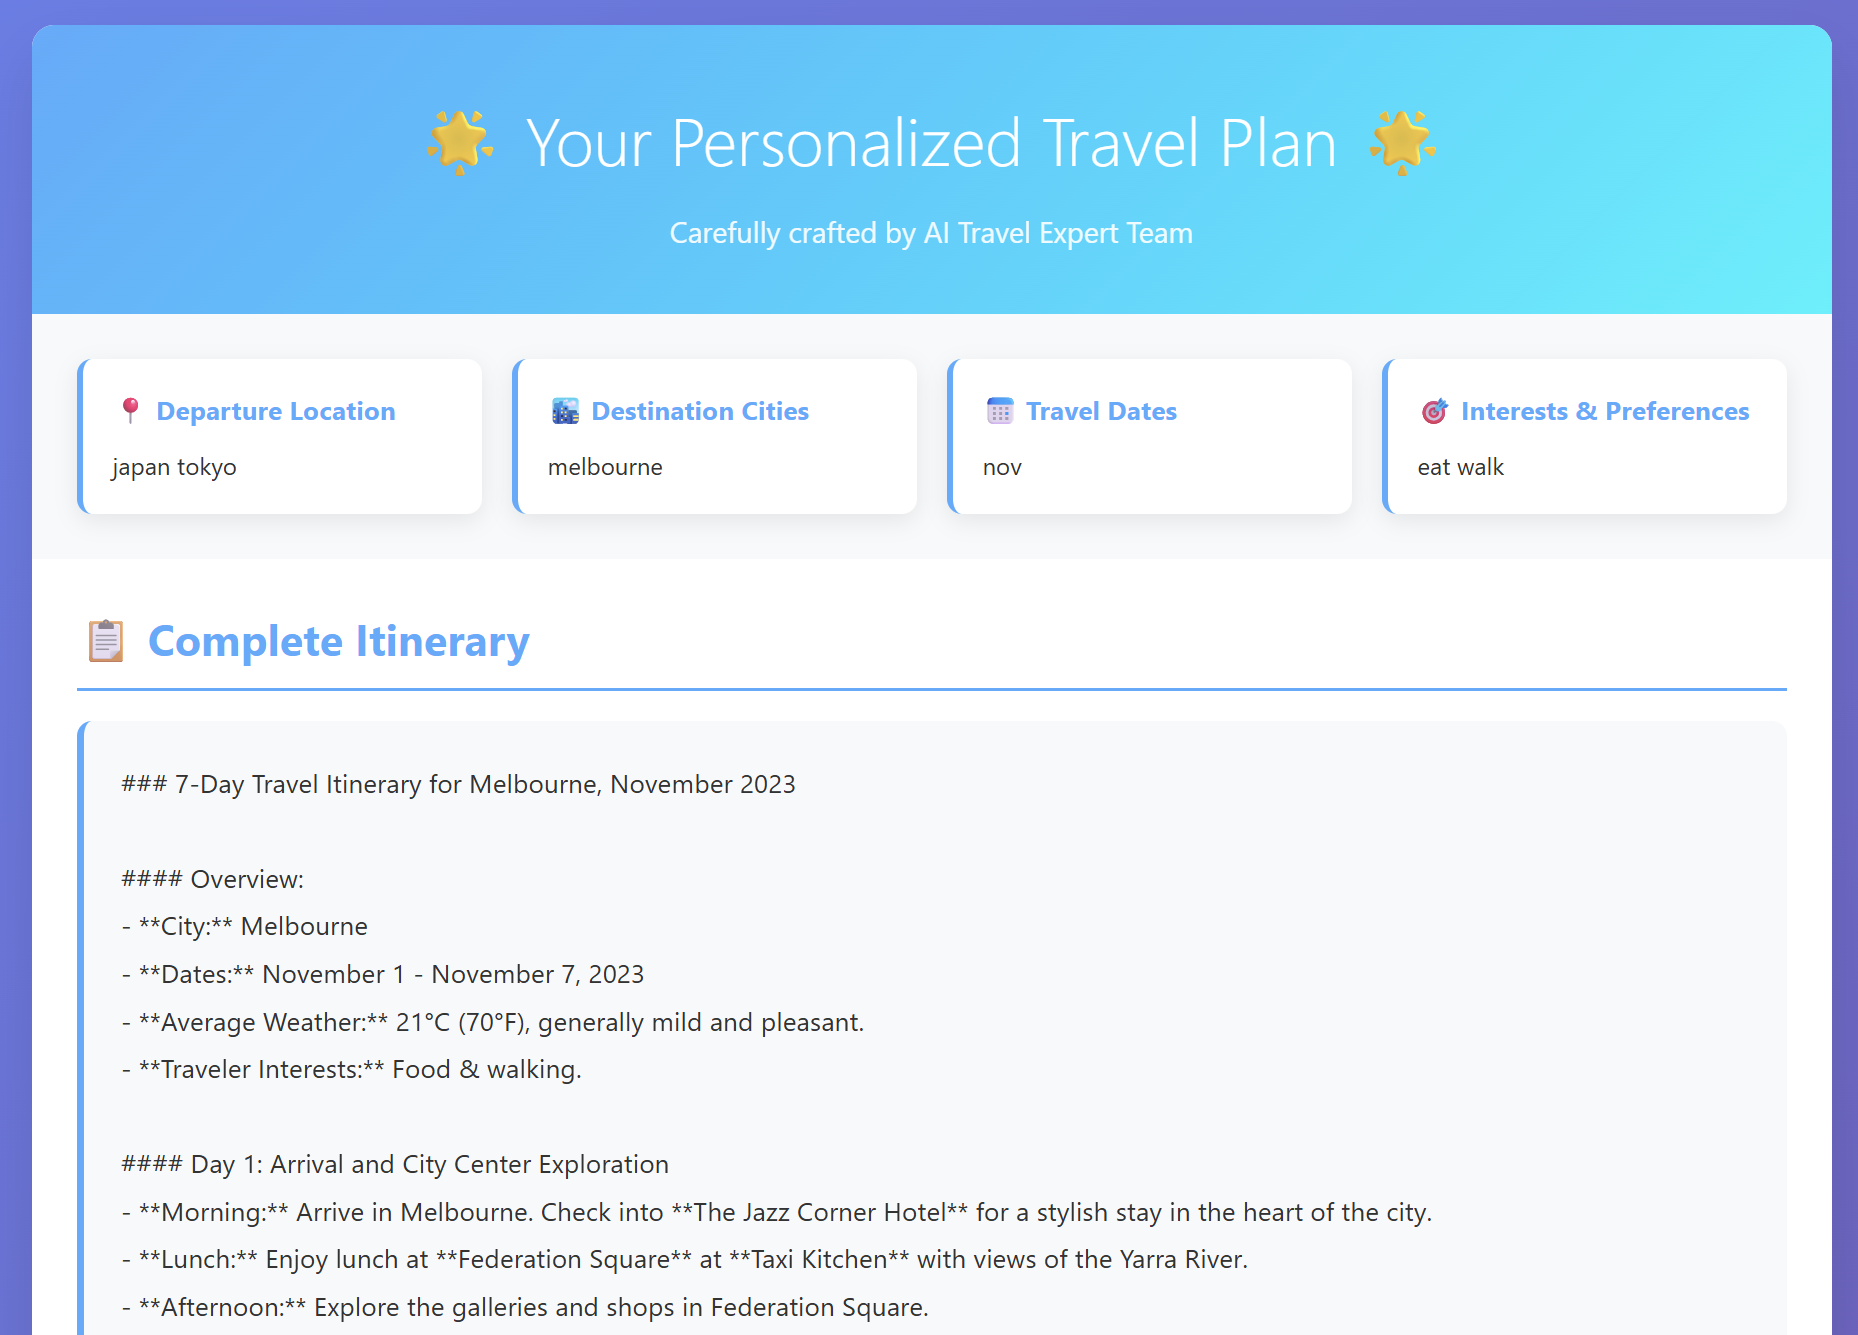 Your Personalized Travel Plan
Carefully crafted by AI Travel Expert Team
Departure Location
japan tokyo
Destination Cities
melbourne
Travel Dates
nov
Interests & Preferences
eat walk
Complete Itinerary
### 7-Day Travel Itinerary for Melbourne, November 2023
#### Overview:
- **City:** Melbourne
- **Dates:** November 1 - November 7, 2023
- **Average Weather:** 21°C (70°F), generally mild and pleasant.
- **Traveler Interests:** Food & walking.
#### Day 1: Arrival and City Center Exploration
- **Morning:** Arrive in Melbourne. Check into **The Jazz Corner Hotel** for a stylish stay in the heart of the city.
- **Lunch:** Enjoy lunch at **Federation Square** at **Taxi Kitchen** with views of the Yarra River.
- **Afternoon:** Explore the galleries and shops in Federation Square.